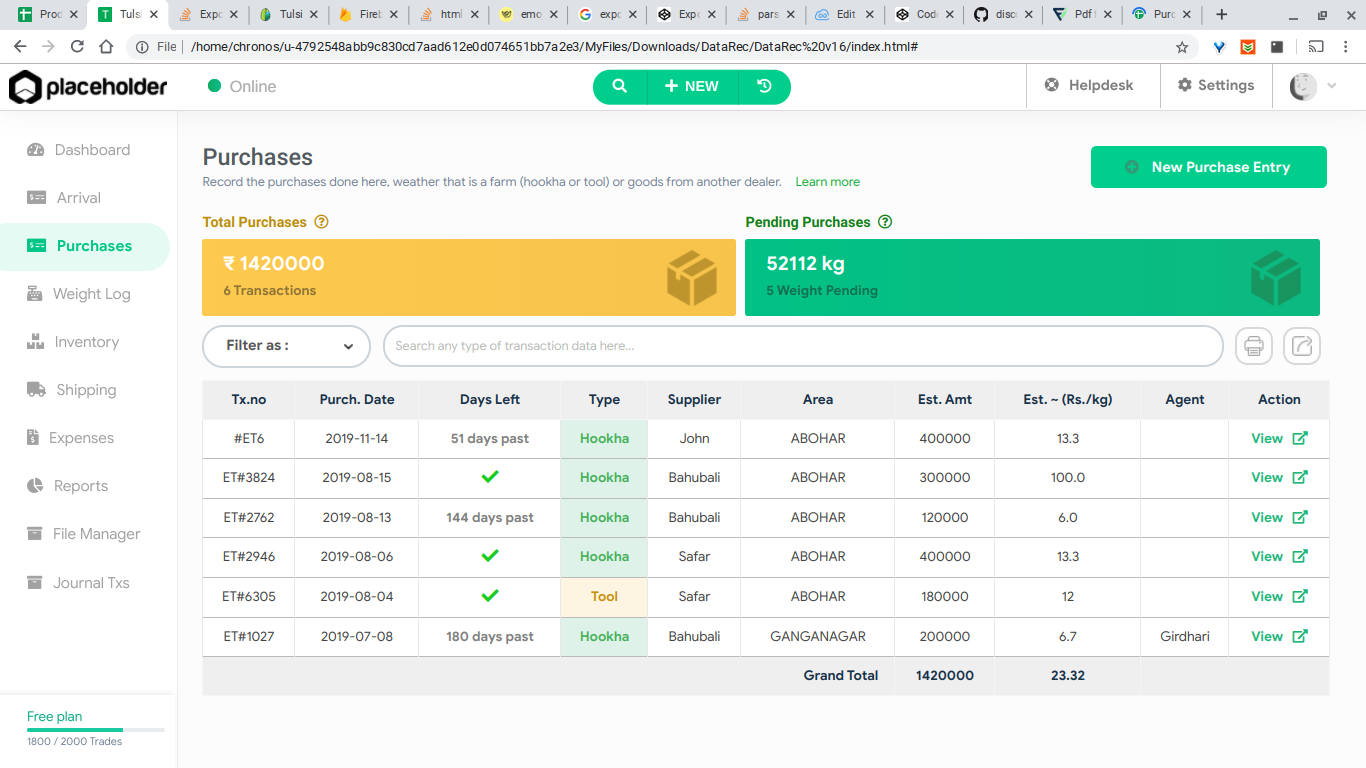 Prod
Tulsi
Expo
Tulsi
Fireb
html
emo
expo
Expo
pars
Edit
Code
disc
Pdf f
Purc
File
/home/chronos/u-4792548abb9c830cd7aad612e0d074651bb7a2e3/MyFiles/Downloads/DataRec/DataRec%20v16/index.html#
placeholder
Online
NEW
Helpdesk
Settings
Dashboard
Arrival
Purchases
Weight Log
Inventory
Shipping
Expenses
Reports
File Manager
Journal Txs
Free plan
1800 / 2000 Trades
Purchases
Record the purchases done here, weather that is a farm (hookha or tool) or goods from another dealer. Learn more
New Purchase Entry
Total Purchases
₹ 1420000
6 Transactions
Pending Purchases
52112 kg
5 Weight Pending
Filter as :
Search any type of transaction data here...
Tx.no Purch. Date Days Left Type Supplier Area Est. Amt Est. ~ (Rs./kg) Agent Action
#ET6 2019-11-14 51 days past Hookha John ABOHAR 400000 13.3 View
ET#3824 2019-08-15 Hookha Bahubali ABOHAR 300000 100.0 View
ET#2762 2019-08-13 144 days past Hookha Bahubali ABOHAR 120000 6.0 View
ET#2946 2019-08-06 Hookha Safar ABOHAR 400000 13.3 View
ET#6305 2019-08-04 Tool Safar ABOHAR 180000 12 View
ET#1027 2019-07-08 180 days past Hookha Bahubali GANGANAGAR 200000 6.7 Girdhari View
Grand Total 1420000 23.32